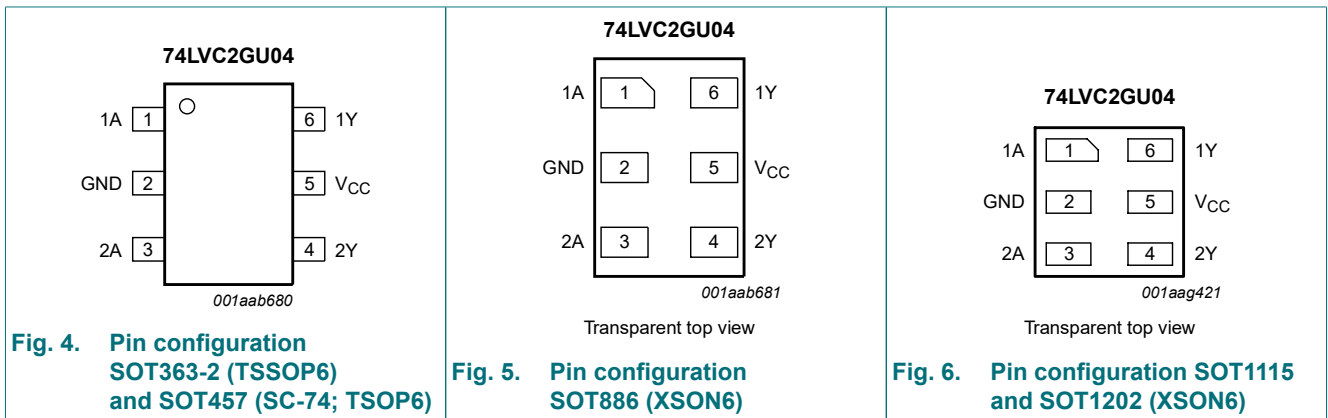 74LVC2GU04
1A 1 6 1Y
GND 2 5 VCC
2A 3 4 2Y
001aab680
Fig. 4. Pin configuration
SOT363-2 (TSSOP6)
and SOT457 (SC-74; TSOP6)
74LVC2GU04
1A 1 6 1Y
GND 2 5 VCC
2A 3 4 2Y
001aab681
Transparent top view
Fig. 5. Pin configuration
SOT886 (XSON6)
74LVC2GU04
1A 1 6 1Y
GND 2 5 VCC
2A 3 4 2Y
001aag421
Transparent top view
Fig. 6. Pin configuration SOT1115
and SOT1202 (XSON6)